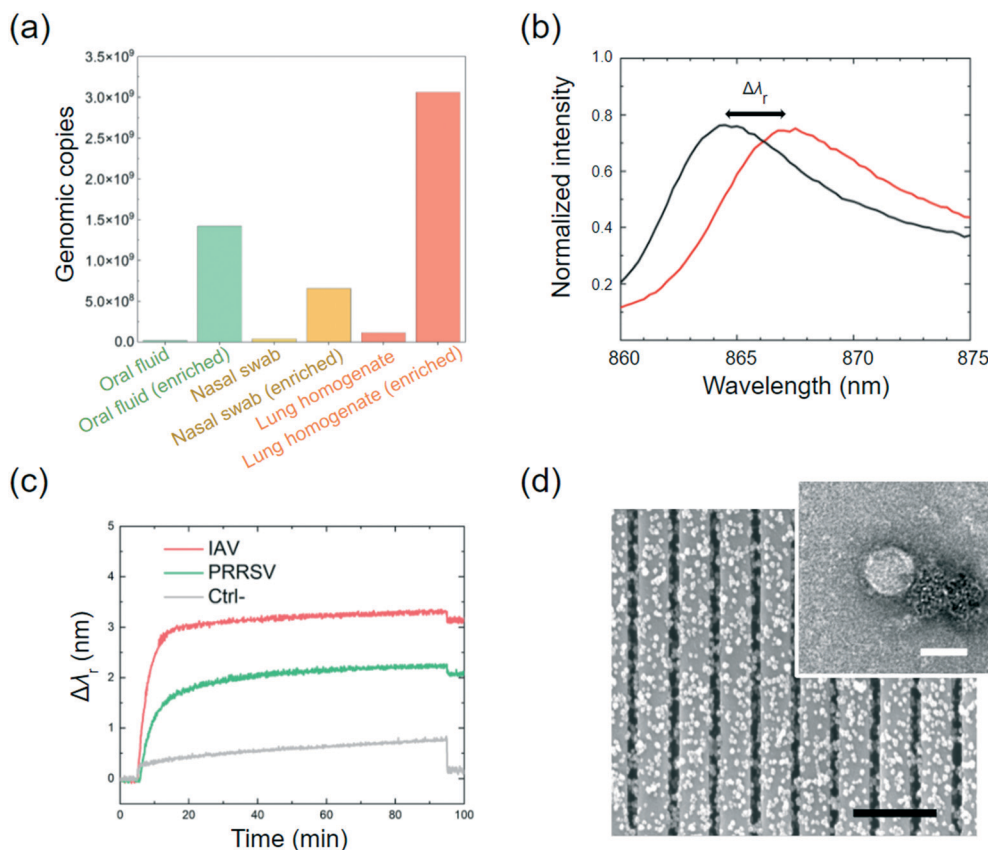 (a)
3.5×10⁹
3.0×10⁹
2.5×10⁹
2.0×10⁹
1.5×10⁹
1.0×10⁹
5.0×10⁸
0.0
Genomic copies
Oral fluid
Oral fluid (enriched)
Nasal swab
Nasal swab (enriched)
Lung homogenate
Lung homogenate (enriched)
(b)
1.0
0.8
0.6
0.4
0.2
Normalized intensity
Δλr
860
865
870
875
Wavelength (nm)
(c)
5
4
3
2
1
0
Δλr (nm)
IAV
PRRSV
Ctrl-
0
20
40
60
80
100
Time (min)
(d)